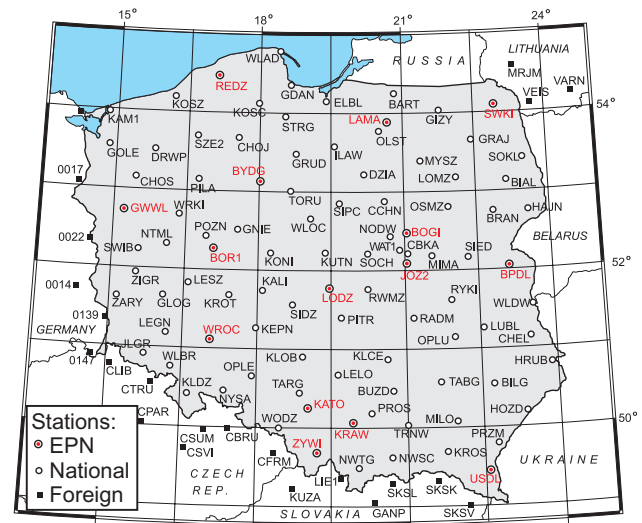 15° 18 21 24°
WLAD
RUSSIA
LITHUANIA
MRJM
VEIS
VARN
REDZ
GDAN
ELBL
BART
54°
KAM1
KOSZ
KOSC
STRG
LAMA
OLST
GIZY
SWKI
GOLE
DRWP
SZE2
CHOJ
GRUD
ILAW
MYSZ
GRAJ
SOKL
0017
CHOS
PILA
BYDG
TORU
DZIA
LOMZ
BIAL
GWWL
WRKI
WLOC
SIPC
CCHN
OSMZ
BRAN
HAJN
0022
SWIB
NTML
POZN
GNIE
NODW
BOGI
BELARUS
BOR1
KONI
KUTN
WAT1
SOCH
CBKA
JOZ2
MIMA
SIED
BPDL
52°
0014
ZIGR
ZARY
GLOG
LESZ
KROT
KALI
LODZ
SIDZ
RWMZ
RYKI
WLDW
0139
GERMANY
LEGN
WROC
KEPN
PITR
RADM
OPLU
LUBL
CHEL
0147
JLGR
CLIB
WLBR
KLOB
KLCE
HRUB
CTRU
KLDZ
OPLE
NYSA
TARG
LELO
BUZD
TABG
BILG
CPAR
KATO
PROS
HOZD
50°
Stations:
EPN
National
Foreign
CSUM
CSVI
CBRU
WODZ
KRAW
TRNW
MILO
PRZM
CZECH
REP.
CFRM
ZYWI
NWTG
NWSC
KROS
USDL
UKRAINE
KUZA
LIE1
SKSL
SKSK
SLOVAKIA
GANP
SKSV